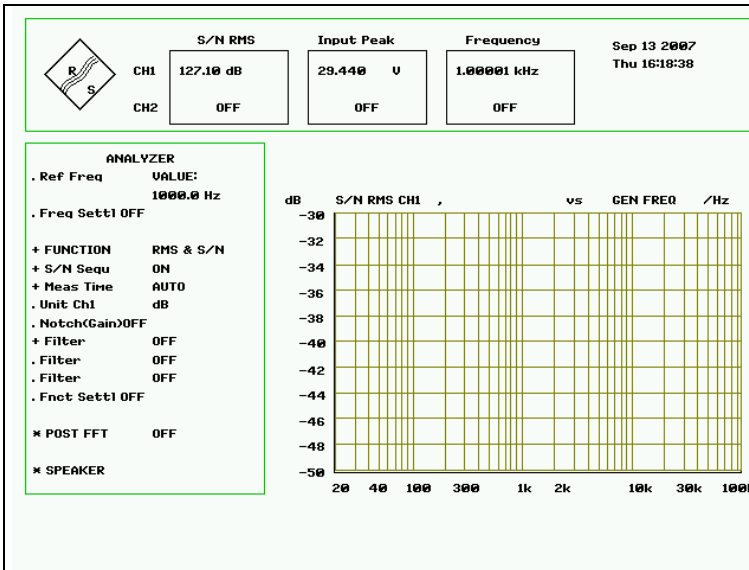 S/N RMS Input Peak Frequency
Sep 13 2007
Thu 16:18:38
R S
CH1 127.10 dB 29.440 V 1.00001 kHz
CH2 OFF OFF OFF
ANALYZER
. Ref Freq VALUE:
1000.0 Hz
. Freq Settl OFF
+ FUNCTION RMS & S/N
+ S/N Sequ ON
+ Meas Time AUTO
. Unit Ch1 dB
. Notch(Gain)OFF
+ Filter OFF
. Filter OFF
. Filter OFF
. Fnct Settl OFF
* POST FFT OFF
* SPEAKER
dB S/N RMS CH1 , vs GEN FREQ /Hz
-30
-32
-34
-36
-38
-40
-42
-44
-46
-48
-50
20 40 100 300 1k 2k 10k 30k 100k